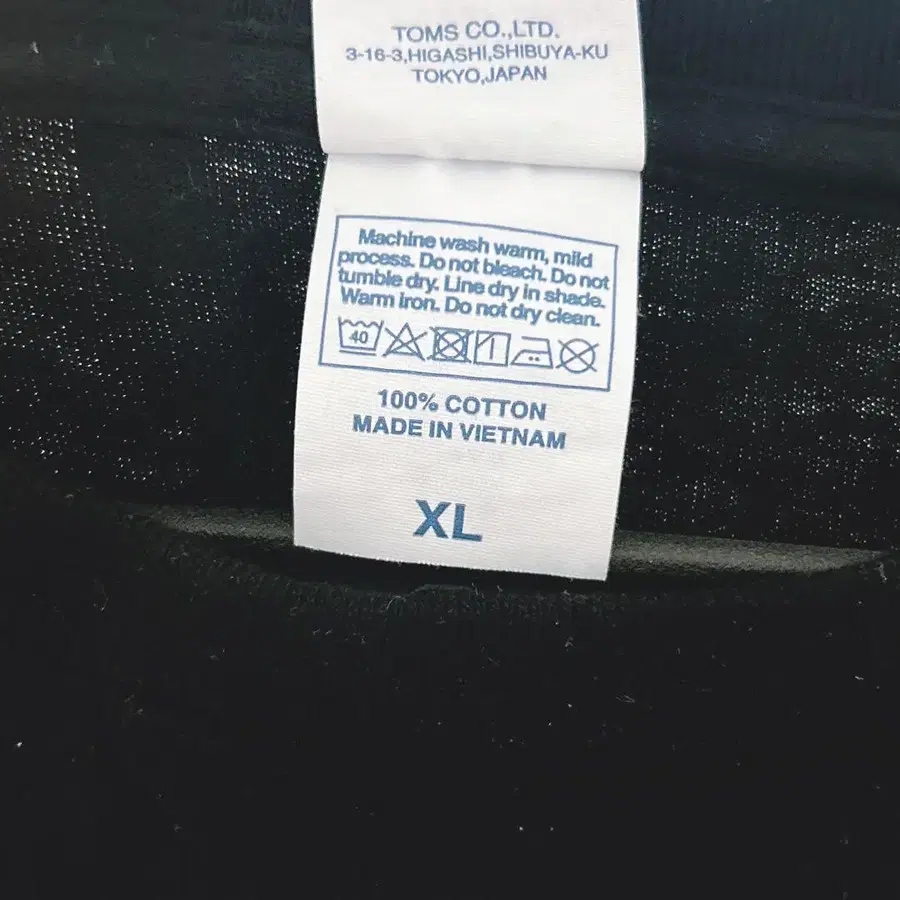 TOMS CO.,LTD.
3-16-3,HIGASHI,SHIBUYA-KU
TOKYO,JAPAN
Machine wash warm, mild
process. Do not bleach. Do not
tumble dry. Line dry in shade.
Warm iron. Do not dry clean.
40
100% COTTON
MADE IN VIETNAM
XL